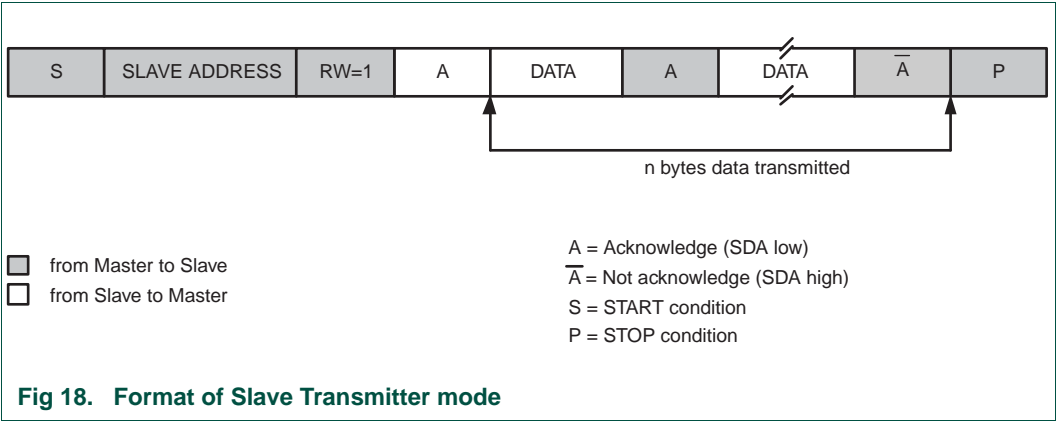 S SLAVE ADDRESS RW=1 A DATA A DATA A̅ P
n bytes data transmitted
from Master to Slave
from Slave to Master
A = Acknowledge (SDA low)
A̅ = Not acknowledge (SDA high)
S = START condition
P = STOP condition
Fig 18. Format of Slave Transmitter mode